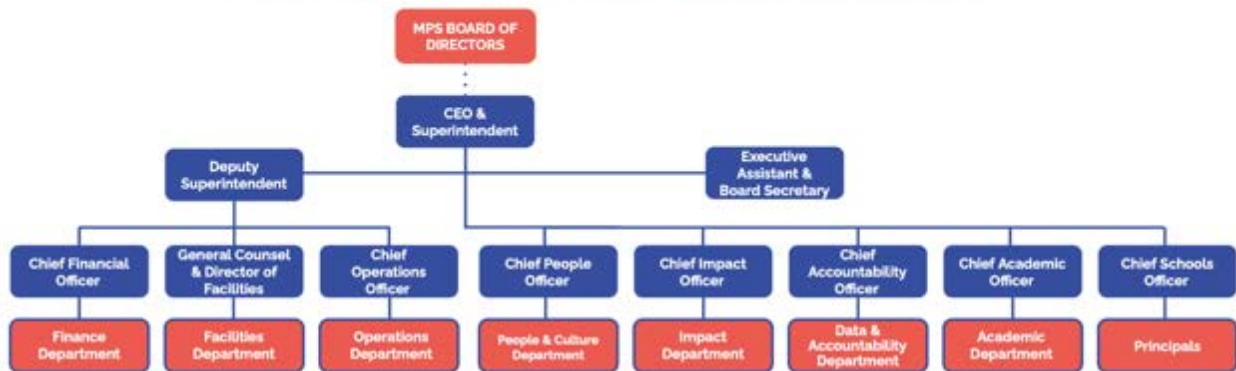 MPS BOARD OF
DIRECTORS
CEO &
Superintendent
Deputy
Superintendent
Executive
Assistant &
Board Secretary
Chief Financial
Officer
General Counsel
& Director of
Facilities
Chief
Operations
Officer
Chief People
Officer
Chief Impact
Officer
Chief
Accountability
Officer
Chief Academic
Officer
Chief Schools
Officer
Finance
Department
Facilities
Department
Operations
Department
People & Culture
Department
Impact
Department
Data &
Accountability
Department
Academic
Department
Principals